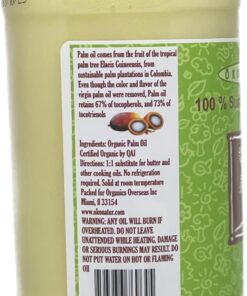 Palm oil comes from the fruit of the tropical
palm tree Elaeis Guineensis, from
sustainable palm plantations in Colombia.
Even though the color and flavor of the
virgin palm oil were removed, Palm oil
retains 67% of tocopherols, and 73% of
tocotrienols
Ingredients: Organic Palm Oil
Certified Organic by QAI
Directions: 1:1 substitute for butter and
other cooking oils. No refrigeration
required. Solid at room temperature
Packed for Organics Overseas Inc
Miami, fl 33154
www.okonatur.com
WARNING: ANY OIL WILL BURN IF
OVERHEATED. DO NOT LEAVE
UNATTENDED WHILE HEATING. DAMAGE
OR SERIOUS BURNINGS MAY RESULT DO
NOT PUT WATER ON HOT OR FLAMING
OIL
ÖK
100% S